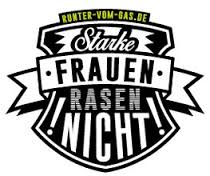 RUNTER-VOM-GAS.DE
Starke
FRAUEN
RASEN
!NICHT!